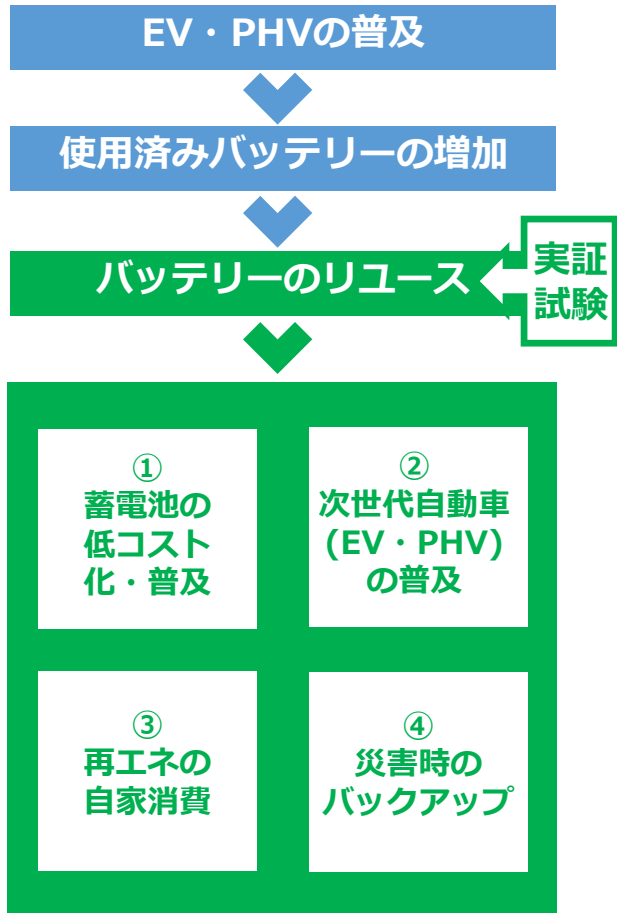 EV・PHVの普及
使用済みバッテリーの増加
バッテリーのリユース
実証
試験
①
蓄電池の
低コスト
化・普及
②
次世代自動車
(EV・PHV)
の普及
③
再エネの
自家消費
④
災害時の
バックアップ